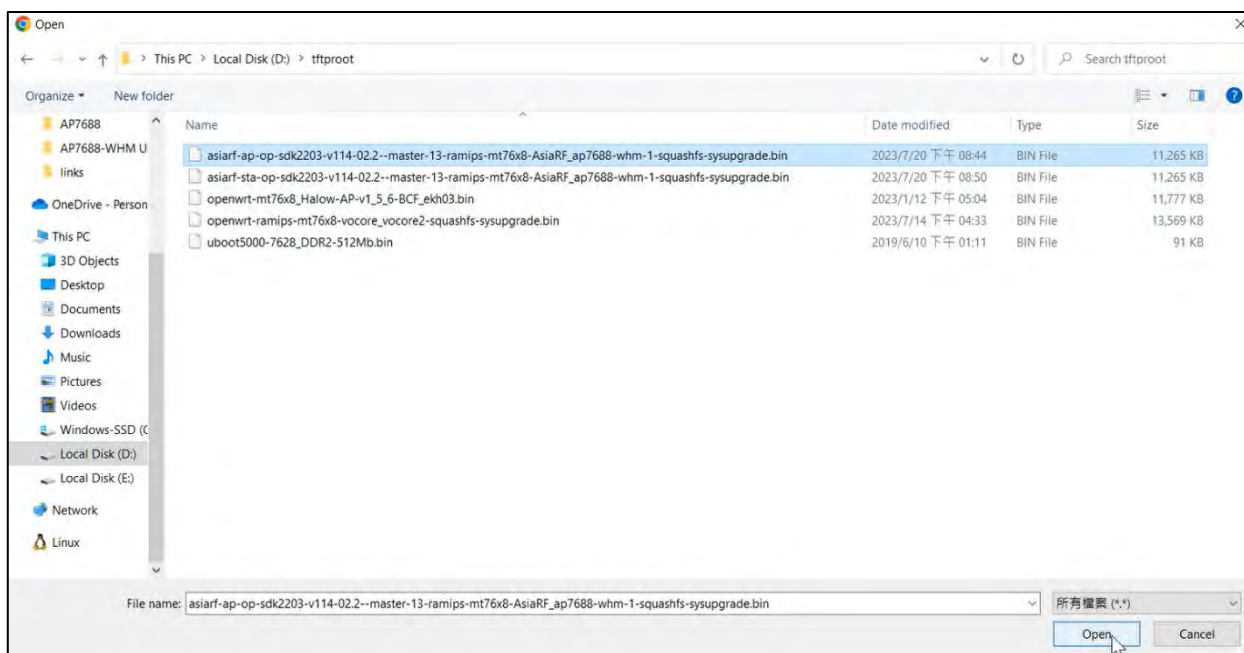 Open
This PC > Local Disk (D:) > tftproot
Search tftproot
Organize
New folder
Name
Date modified
Type
Size
AP7688
AP7688-WHM U
links
OneDrive - Person
This PC
3D Objects
Desktop
Documents
Downloads
Music
Pictures
Videos
Windows-SSD (C
Local Disk (D:)
Local Disk (E:)
Network
Linux
asiarf-ap-op-sdk2203-v114-02.2--master-13-ramips-mt76x8-AsiaRF_ap7688-whm-1-squashfs-sysupgrade.bin 2023/7/20 下午 08:44 BIN File 11,265 KB
asiarf-sta-op-sdk2203-v114-02.2--master-13-ramips-mt76x8-AsiaRF_ap7688-whm-1-squashfs-sysupgrade.bin 2023/7/20 下午 08:50 BIN File 11,265 KB
openwrt-mt76x8_Halow-AP-v1_5_6-BCF_ekh03.bin 2023/1/12 下午 05:04 BIN File 11,777 KB
openwrt-ramips-mt76x8-vocore_vocore2-squashfs-sysupgrade.bin 2023/7/14 下午 04:33 BIN File 13,569 KB
uboot5000-7628_DDR2-512Mb.bin 2019/6/10 下午 01:11 BIN File 91 KB
File name: asiarf-ap-op-sdk2203-v114-02.2--master-13-ramips-mt76x8-AsiaRF_ap7688-whm-1-squashfs-sysupgrade.bin
所有檔案 (*.*)
Open
Cancel